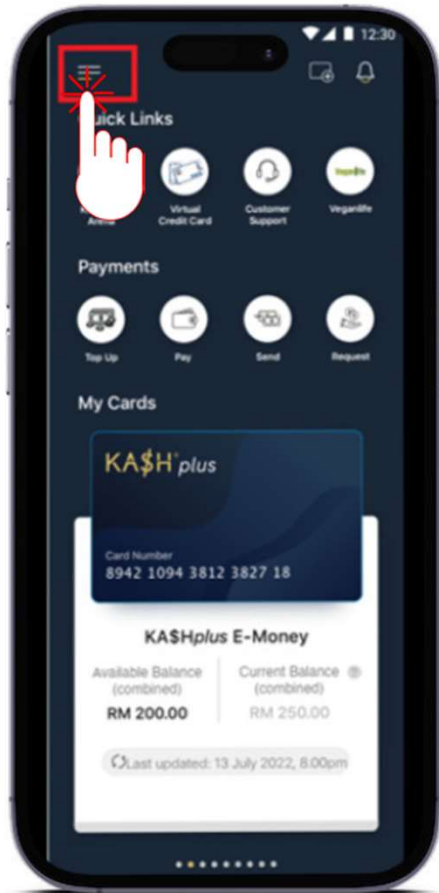 12:30
Quick Links
Virtual
Credit Card
Customer
Support
Veganlife
Arena
Payments
Top Up
Pay
Send
Request
My Cards
KA$H plus
Card Number
8942 1094 3812 3827 18
KA$Hplus E-Money
Available Balance
(combined)
RM 200.00
Current Balance
(combined)
RM 250.00
Last updated: 13 July 2022, 8.00pm